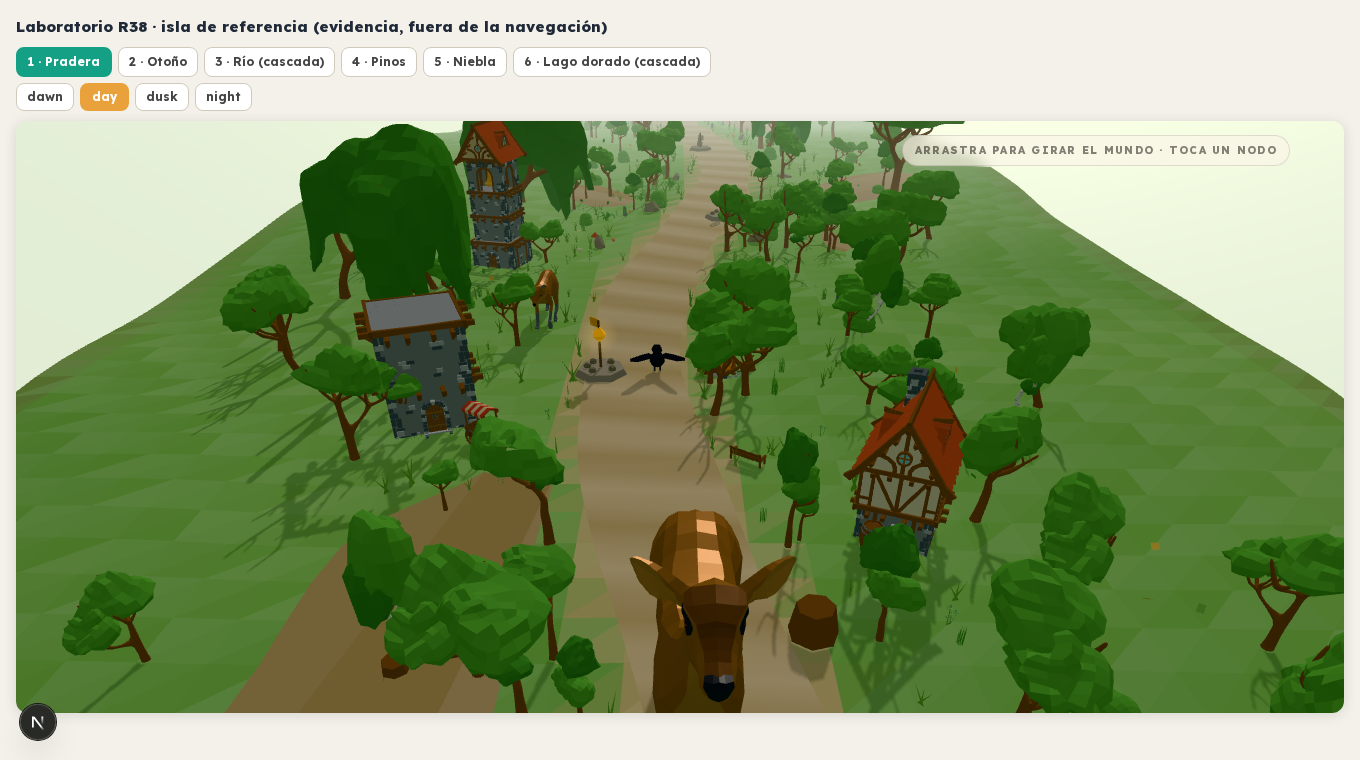 Laboratorio R38 · isla de referencia (evidencia, fuera de la navegación)
1 · Pradera 2 · Otoño 3 · Río (cascada) 4 · Pinos 5 · Niebla 6 · Lago dorado (cascada)
dawn day dusk night
ARRASTRA PARA GIRAR EL MUNDO · TOCA UN NODO
N